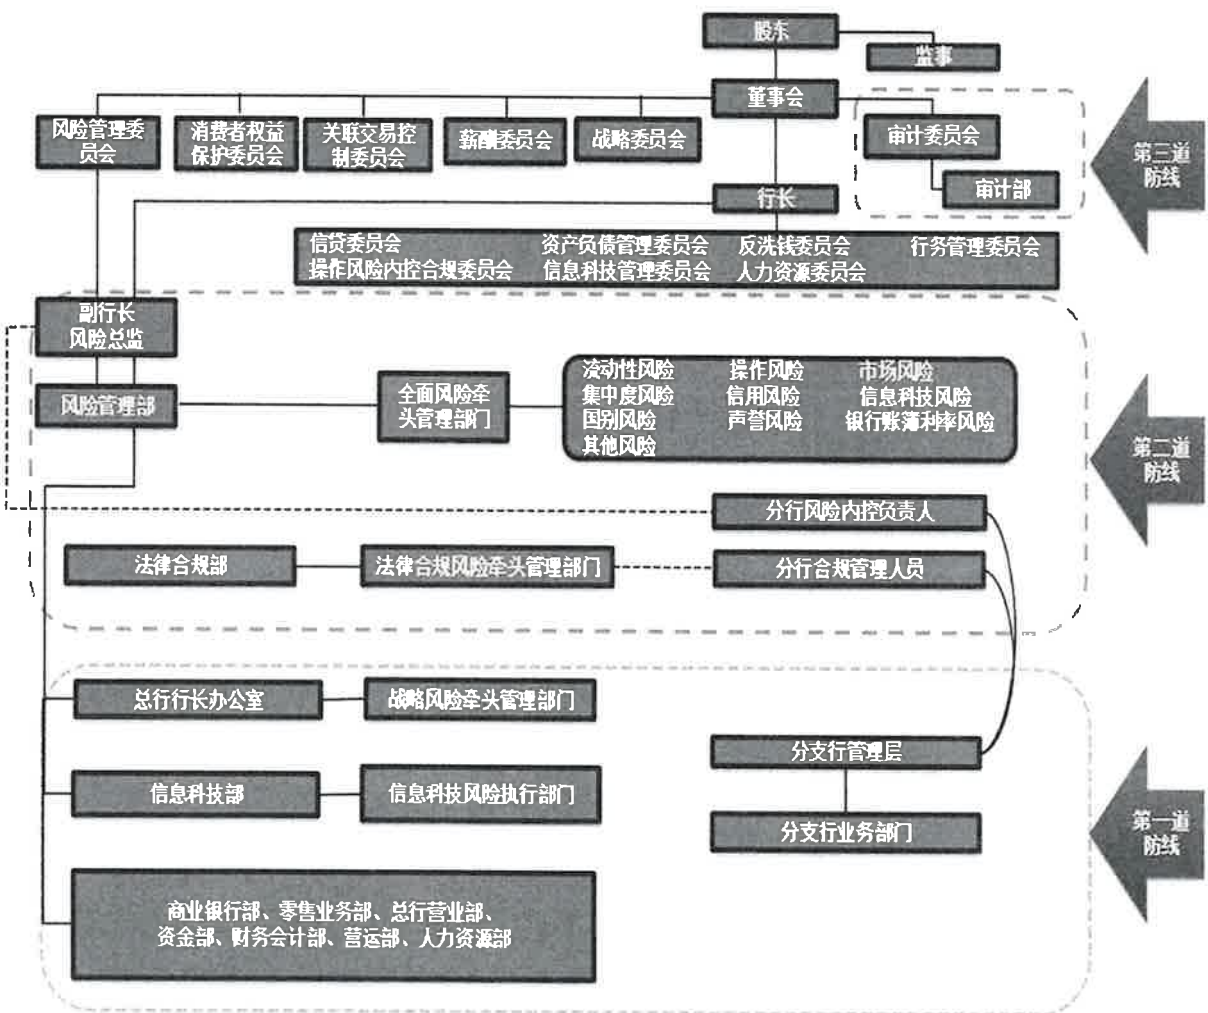 股东
监事
董事会
风险管理委
员会
消费者权益
保护委员会
关联交易控
制委员会
薪酬委员会
战略委员会
审计委员会
审计部
第三道
防线
行长
信贷委员会 资产负债管理委员会 反洗钱委员会 行务管理委员会
操作风险内控合规委员会 信息科技管理委员会 人力资源委员会
副行长
风险总监
风险管理部
全面风险牵
头管理部门
流动性风险 操作风险 市场风险
集中度风险 信用风险 信息科技风险
国别风险 声誉风险 银行账簿利率风险
其他风险
第二道
防线
分行风险内控负责人
法律合规部
法律合规风险牵头管理部门
分行合规管理人员
总行行长办公室
战略风险牵头管理部门
分支行管理层
信息科技部
信息科技风险执行部门
分支行业务部门
第一道
防线
商业银行部、零售业务部、总行营业部、
资金部、财务会计部、营运部、人力资源部